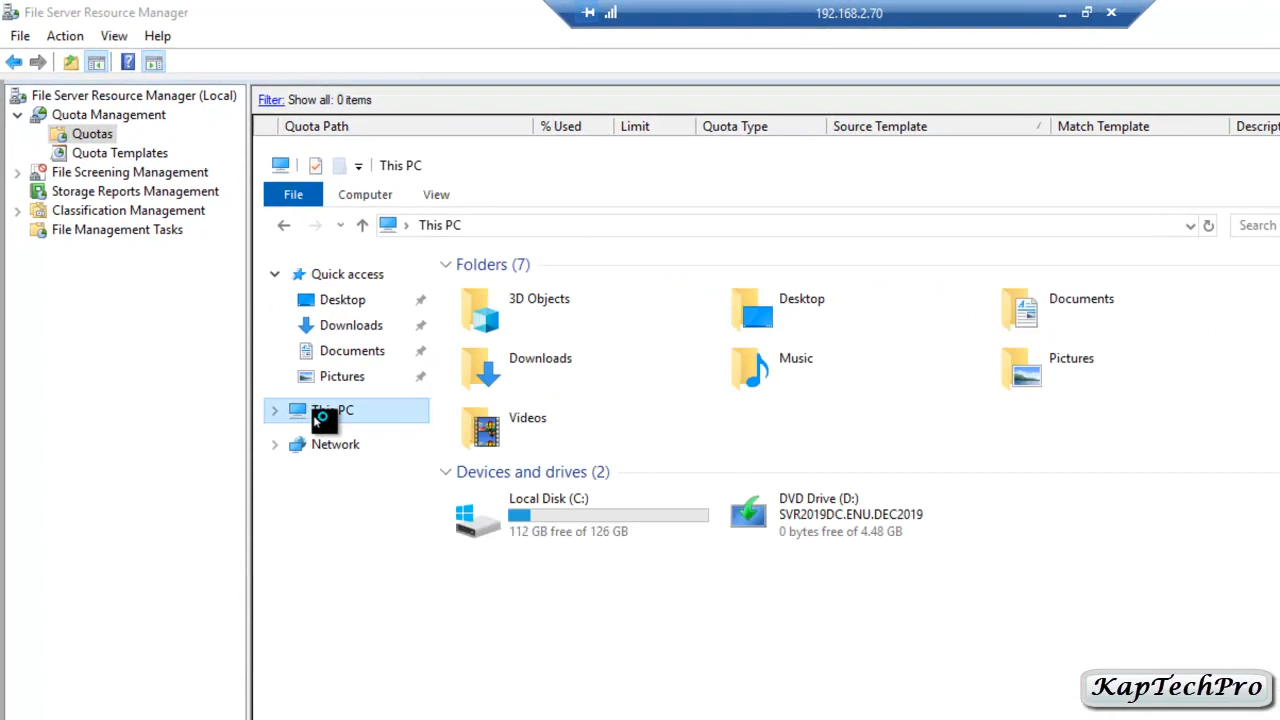 File Server Resource Manager
192.168.2.70
File Action View Help
File Server Resource Manager (Local)
Quota Management
Quotas
Quota Templates
File Screening Management
Storage Reports Management
Classification Management
File Management Tasks
Filter: Show all: 0 items
Quota Path % Used Limit Quota Type Source Template Match Template Descript
This PC
File Computer View
This PC
Search
Quick access
Desktop
Downloads
Documents
Pictures
This PC
Network
Folders (7)
3D Objects
Desktop
Documents
Downloads
Music
Pictures
Videos
Devices and drives (2)
Local Disk (C:)
112 GB free of 126 GB
DVD Drive (D:)
SVR2019DC.ENU.DEC2019
0 bytes free of 4.48 GB
KapTechPro